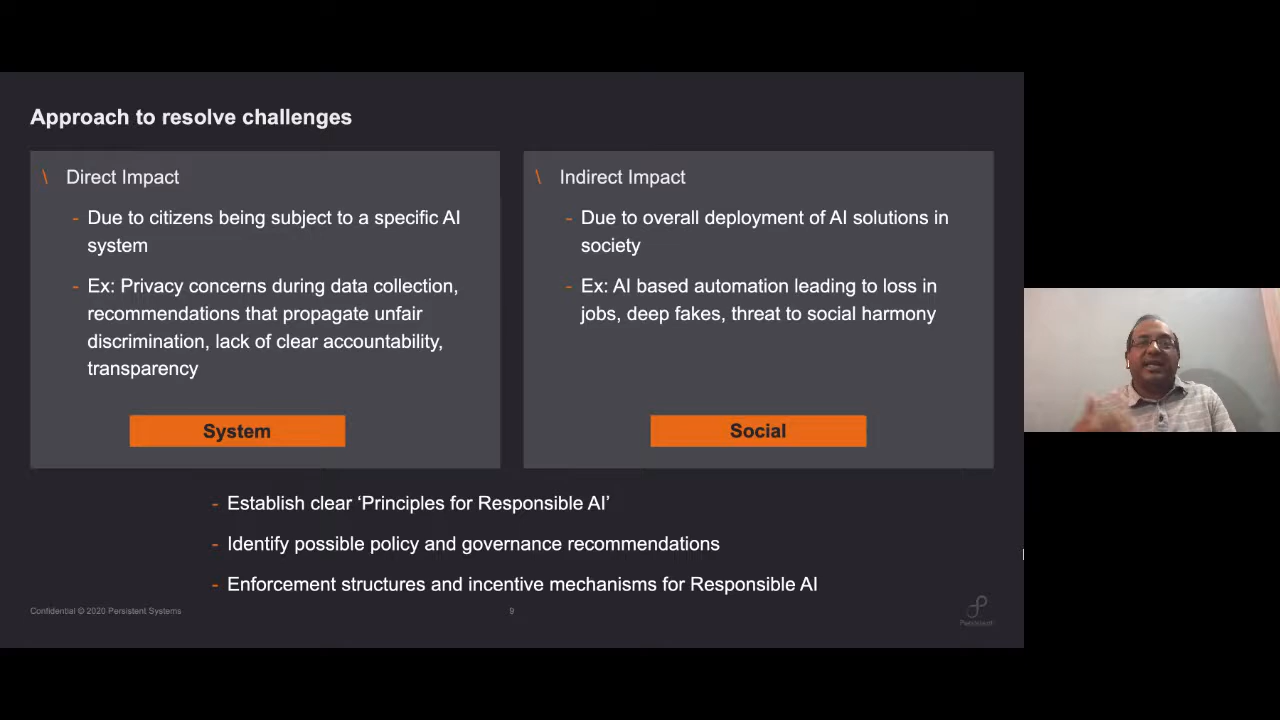 Approach to resolve challenges
\ Direct Impact
- Due to citizens being subject to a specific AI
system
- Ex: Privacy concerns during data collection,
recommendations that propagate unfair
discrimination, lack of clear accountability,
transparency
System
\ Indirect Impact
- Due to overall deployment of AI solutions in
society
- Ex: AI based automation leading to loss in
jobs, deep fakes, threat to social harmony
Social
- Establish clear ‘Principles for Responsible AI’
- Identify possible policy and governance recommendations
- Enforcement structures and incentive mechanisms for Responsible AI
Confidential © 2020 Persistent Systems
9
Persistent